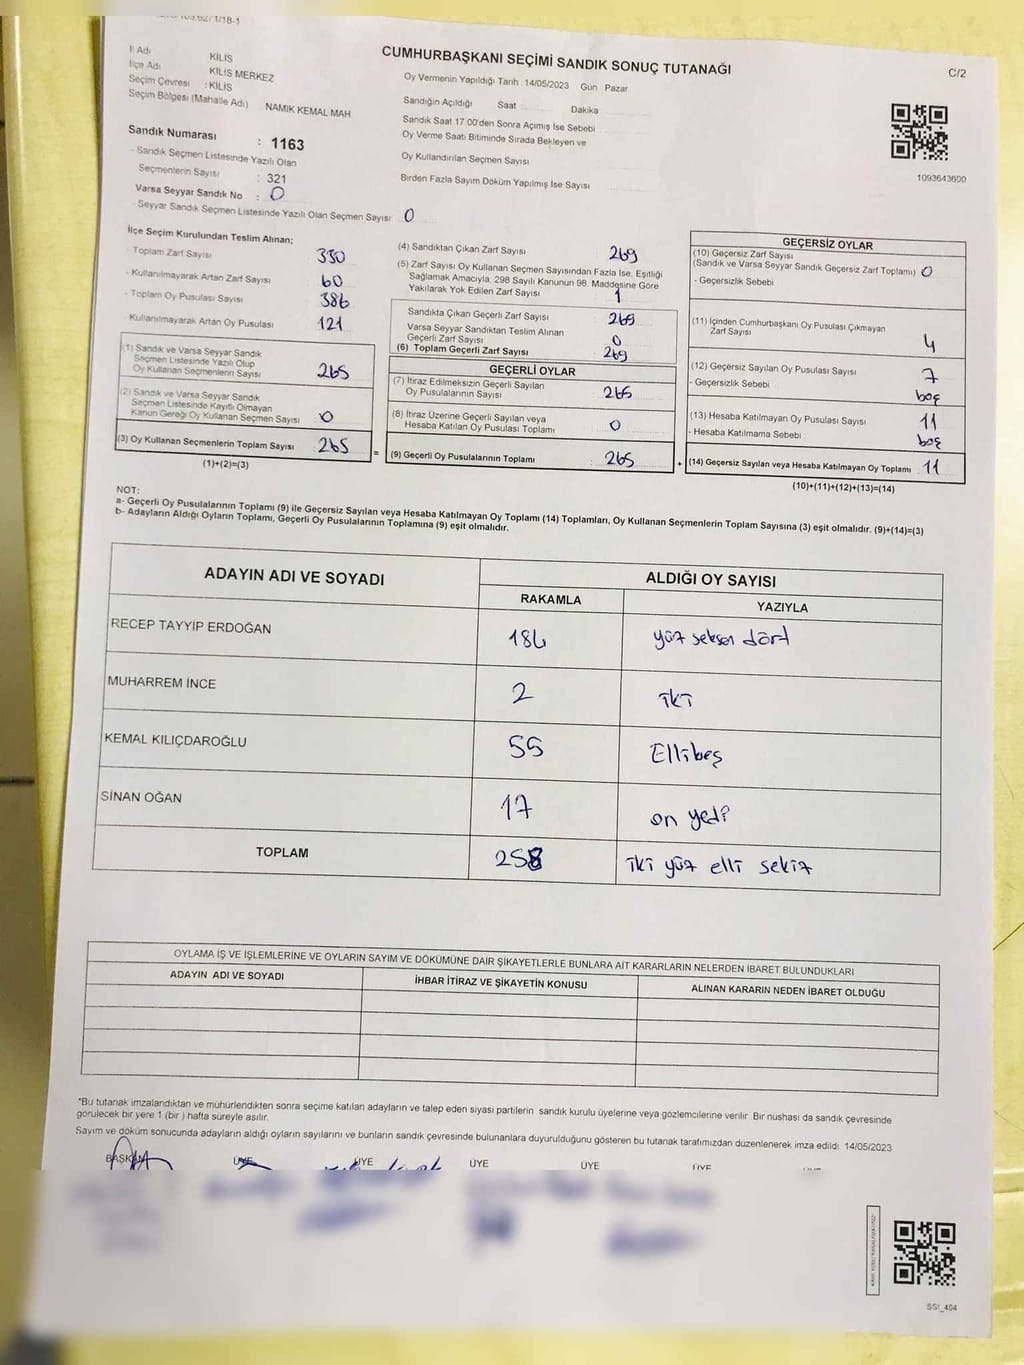 CUMHURBAŞKANI SEÇİMİ SANDIK SONUÇ TUTANAĞI
C/2
İl Adı KİLİS
İlçe Adı KİLİS MERKEZ
Seçim Çevresi : KİLİS
Seçim Bölgesi (Mahalle Adı) NAMIK KEMAL MAH
Sandık Numarası : 1163
- Sandık Seçmen Listesinde Yazılı Olan
Seçmenlerin Sayısı : 321
Varsa Seyyar Sandık No : 0
- Seyyar Sandık Seçmen Listesinde Yazılı Olan Seçmen Sayısı: 0
Oy Vermenin Yapıldığı Tarih : 14/05/2023 Gün Pazar
Sandığın Açıldığı Saat Dakika
Sandık Saat 17.00'den Sonra Açımış İse Sebebi
Oy Verme Saati Bitiminde Sırada Bekleyen ve
Oy Kullandırılan Seçmen Sayısı
Birden Fazla Sayım Döküm Yapılmış İse Sayısı
1093643600
İlçe Seçim Kurulundan Teslim Alınan;
- Toplam Zarf Sayısı 330
- Kullanılmayarak Artan Zarf Sayısı 60
- Toplam Oy Pusulası Sayısı 386
- Kullanılmayarak Artan Oy Pusulası 121
(1) Sandık ve Varsa Seyyar Sandık
Seçmen Listesinde Yazılı Olup
Oy Kullanan Seçmenlerin Sayısı 265
(2) Sandık ve Varsa Seyyar Sandık
Seçmen Listesinde Kayıtlı Olmayan
Kanun Gereği Oy Kullanan Seçmen Sayısı 0
(3) Oy Kullanan Seçmenlerin Toplam Sayısı : 265
(1)+(2)=(3)
(4) Sandıktan Çıkan Zarf Sayısı 269
(5) Zarf Sayısı Oy Kullanan Seçmen Sayısından Fazla İse, Eşitliği
Sağlamak Amacıyla, 298 Sayılı Kanunun 98. Maddesine Göre
Yakılarak Yok Edilen Zarf Sayısı 1
Sandıkta Çıkan Geçerli Zarf Sayısı 269
Varsa Seyyar Sandıktan Teslim Alınan
Geçerli Zarf Sayısı 0
(6) Toplam Geçerli Zarf Sayısı 269
GEÇERLİ OYLAR
(7) İtiraz Edilmeksizin Geçerli Sayılan
Oy Pusulalarının Sayısı : 265
(8) İtiraz Üzerine Geçerli Sayılan veya
Hesaba Katılan Oy Pusulası Toplamı : 0
= (9) Geçerli Oy Pusulalarının Toplamı : 265
GEÇERSİZ OYLAR
(10) Geçersiz Zarf Sayısı
(Sandık ve Varsa Seyyar Sandık Geçersiz Zarf Toplamı) 0
- Geçersizlik Sebebi
(11) İçinden Cumhurbaşkanı Oy Pusulası Çıkmayan
Zarf Sayısı 4
(12) Geçersiz Sayılan Oy Pusulası Sayısı 7
- Geçersizlik Sebebi boş
(13) Hesaba Katılmayan Oy Pusulası Sayısı 11
- Hesaba Katılmama Sebebi boş
+ (14) Geçersiz Sayılan veya Hesaba Katılmayan Oy Toplamı 11
(10)+(11)+(12)+(13)=(14)
NOT:
a- Geçerli Oy Pusulalarının Toplamı (9) ile Geçersiz Sayılan veya Hesaba Katılmayan Oy Toplamı (14) Toplamları, Oy Kullanan Seçmenlerin Toplam Sayısına (3) eşit olmalıdır. (9)+(14)=(3)
b- Adayların Aldığı Oyların Toplamı, Geçerli Oy Pusulalarının Toplamına (9) eşit olmalıdır.
ADAYIN ADI VE SOYADI ALDIĞI OY SAYISI
RAKAMLA YAZIYLA
RECEP TAYYİP ERDOĞAN 184 yüz seksen dört
MUHARREM İNCE 2 iki
KEMAL KILIÇDAROĞLU 55 Ellibeş
SİNAN OĞAN 17 on yedi
TOPLAM 258 iki yüz elli sekiz
OYLAMA İŞ VE İŞLEMLERİNE VE OYLARIN SAYIM VE DÖKÜMÜNE DAİR ŞİKAYETLERLE BUNLARA AİT KARARLARIN NELERDEN İBARET BULUNDUKLARI
ADAYIN ADI VE SOYADI İHBAR İTİRAZ VE ŞİKAYETİN KONUSU ALINAN KARARIN NEDEN İBARET OLDUĞU
*Bu tutanak imzalandıktan ve mühürlendikten sonra seçime katılan adayların ve talep eden siyasi partilerin sandık kurulu üyelerine veya gözlemcilerine verilir. Bir nushası da sandık çevresinde
görülecek bir yere 1 (bir ) hafta süreyle asılır.
Sayım ve döküm sonucunda adayların aldığı oyların sayılarını ve bunların sandık çevresinde bulunanlara duyurulduğunu gösteren bu tutanak tarafımızdan düzenlenerek imza edildi. 14/05/2023
BAŞKAN ÜYE ÜYE ÜYE ÜYE ÜYE
SSI_404